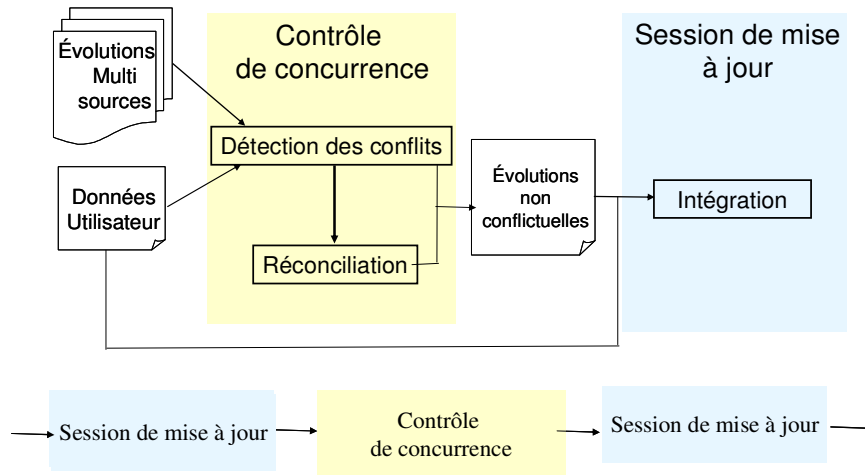 Évolutions
Multi
sources
Contrôle
de concurrence
Session de mise
à jour
Détection des conflits
Données
Utilisateur
Évolutions
non
conflictuelles
Intégration
Réconciliation
Session de mise à jour
Contrôle
de concurrence
Session de mise à jour